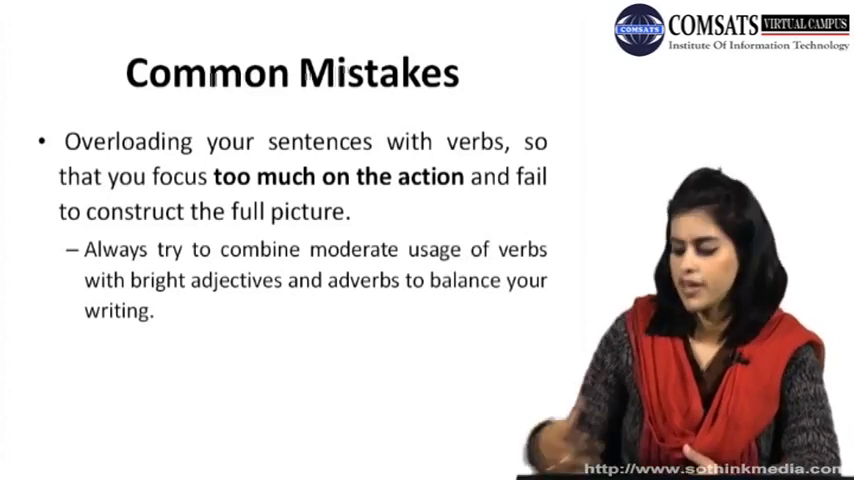 COMSATS VIRTUAL CAMPUS
COMSATS
Institute Of Information Technology
Common Mistakes
• Overloading your sentences with verbs, so
that you focus too much on the action and fail
to construct the full picture.
– Always try to combine moderate usage of verbs
with bright adjectives and adverbs to balance your
writing.
http://www.sothinkmedia.com